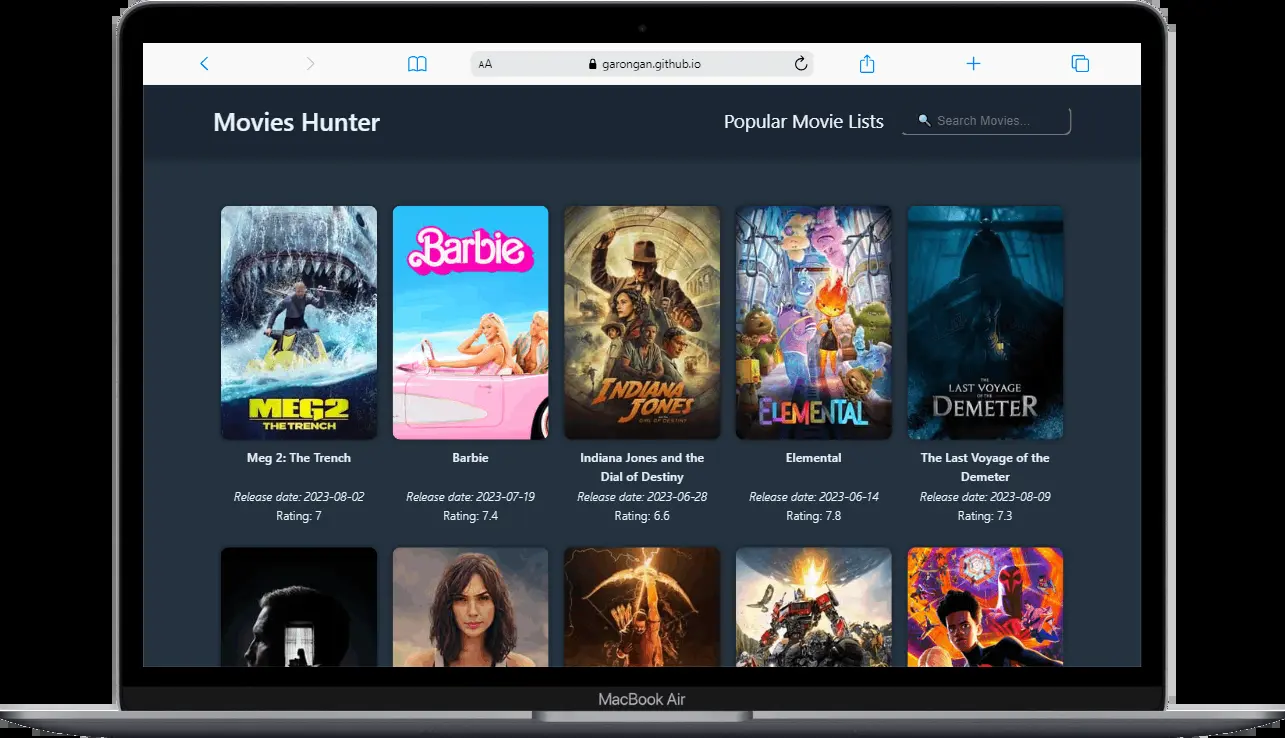 AA garongan.github.io
Movies Hunter
Popular Movie Lists
Search Movies...
MEG2
THE TRENCH
Barbie
INDIANA
JONES
AND THE
DIAL OF DESTINY
ELEMENTAL
THE
LAST VOYAGE
OF THE
DEMETER
Meg 2: The Trench
Release date: 2023-08-02
Rating: 7
Barbie
Release date: 2023-07-19
Rating: 7.4
Indiana Jones and the
Dial of Destiny
Release date: 2023-06-28
Rating: 6.6
Elemental
Release date: 2023-06-14
Rating: 7.8
The Last Voyage of the
Demeter
Release date: 2023-08-09
Rating: 7.3
MacBook Air